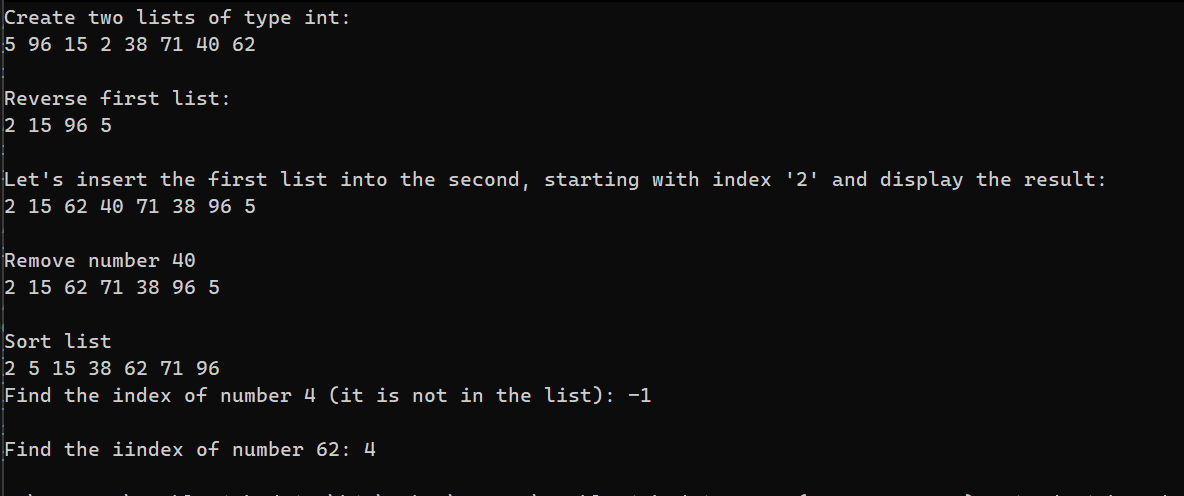 Create two lists of type int:
5 96 15 2 38 71 40 62
Reverse first list:
2 15 96 5
Let's insert the first list into the second, starting with index '2' and display the result:
2 15 62 40 71 38 96 5
Remove number 40
2 15 62 71 38 96 5
Sort list
2 5 15 38 62 71 96
Find the index of number 4 (it is not in the list): -1
Find the iindex of number 62: 4